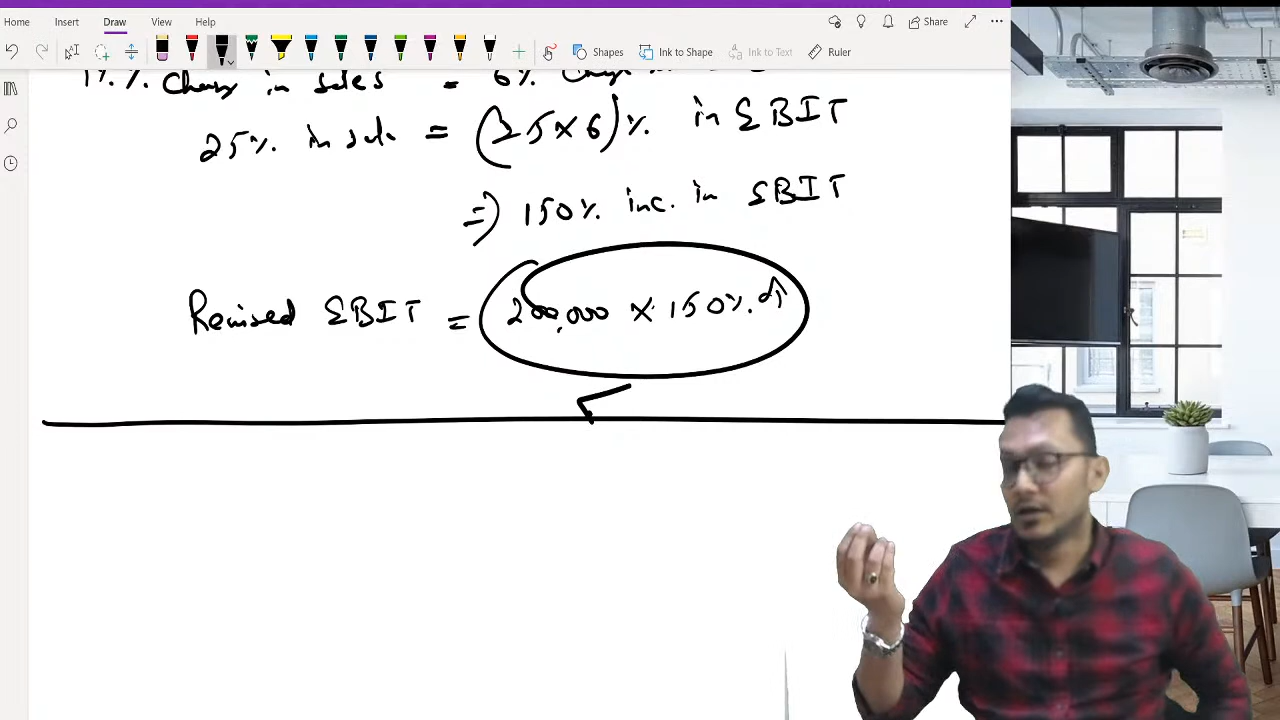 Home Insert Draw View Help Share
Shapes Ink to Shape Ink to Text Ruler
1%. Change in sales = 6%
25%. in sale = (25×6)%. in EBIT
=> 150%. inc. in EBIT
Revised EBIT = 200,000 × 150%. ↑